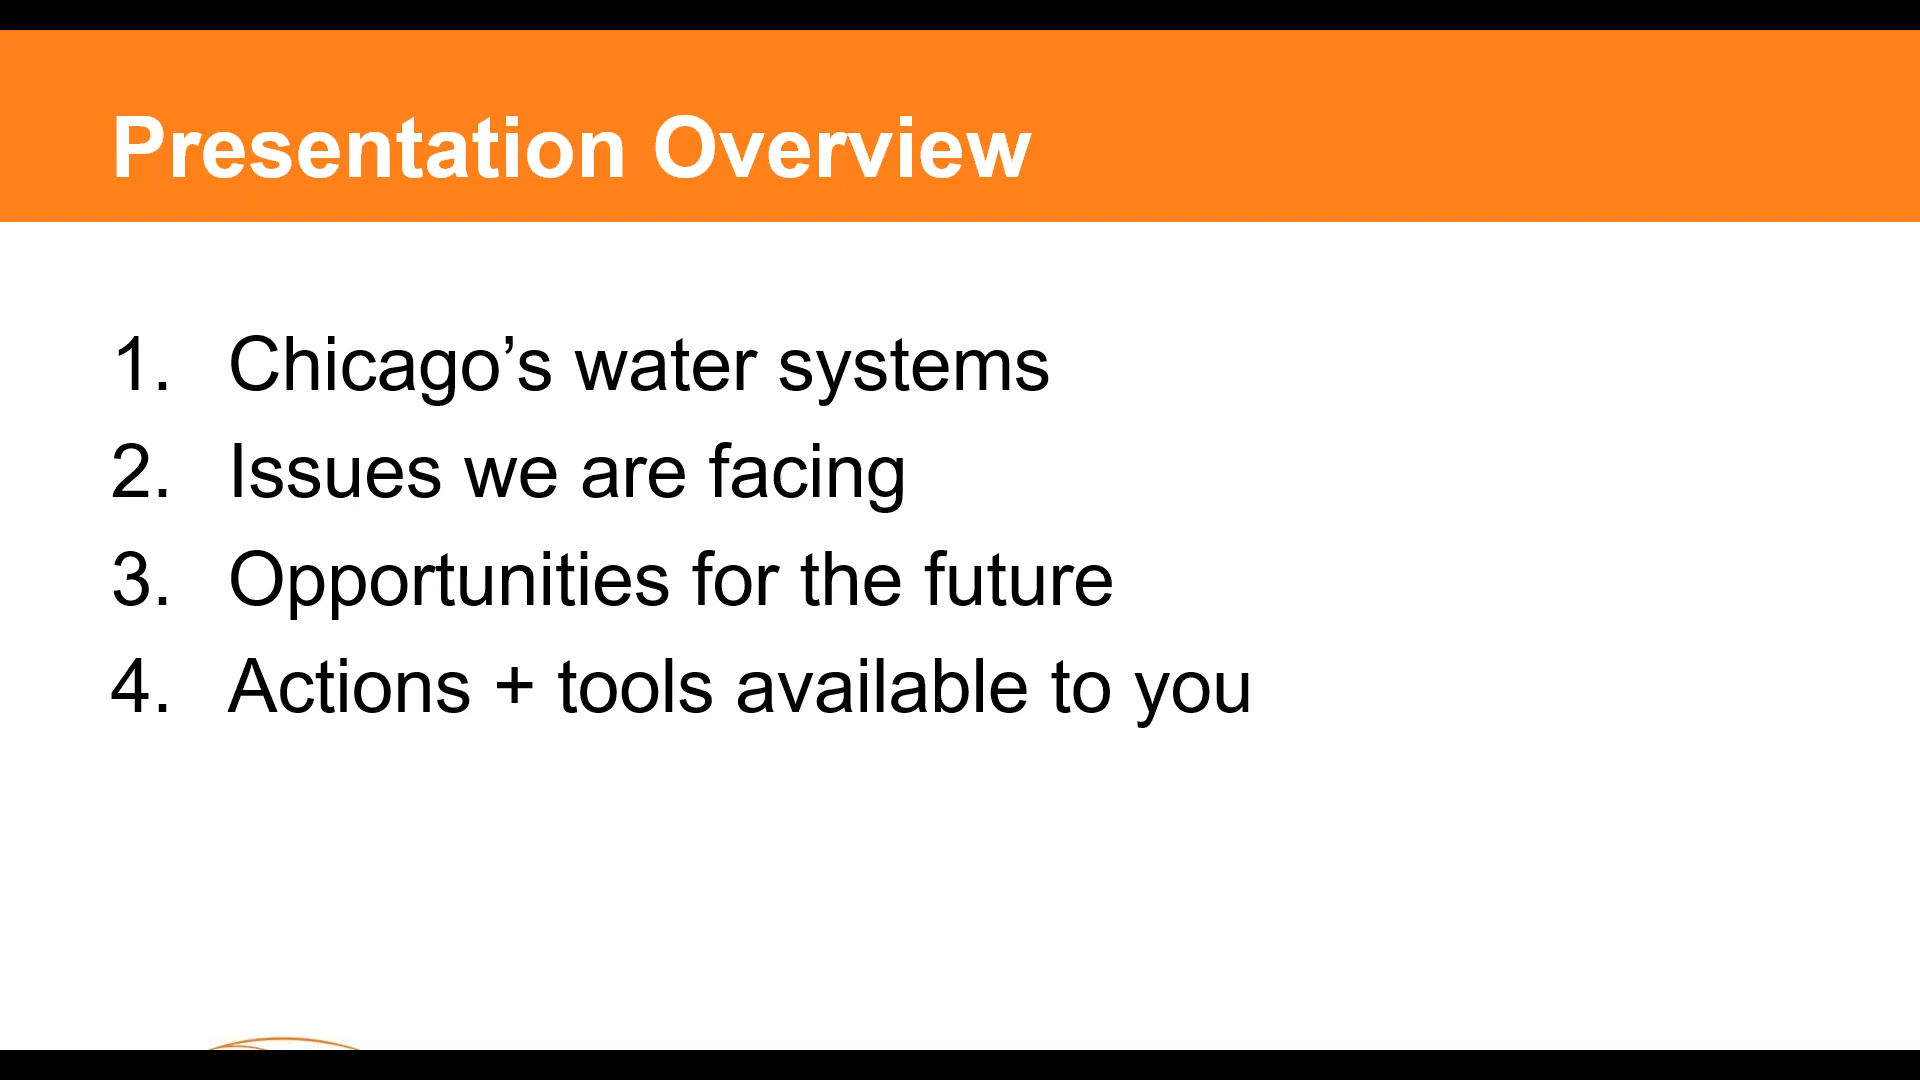 Presentation Overview
1. Chicago’s water systems
2. Issues we are facing
3. Opportunities for the future
4. Actions + tools available to you